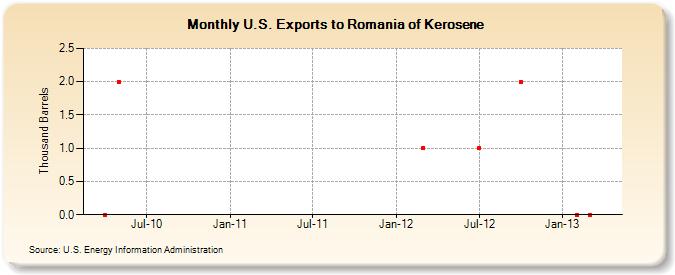 Monthly U.S. Exports to Romania of Kerosene
Thousand Barrels
2.5
2.0
1.5
1.0
0.5
0.0
Jul-10
Jan-11
Jul-11
Jan-12
Jul-12
Jan-13
Source: U.S. Energy Information Administration